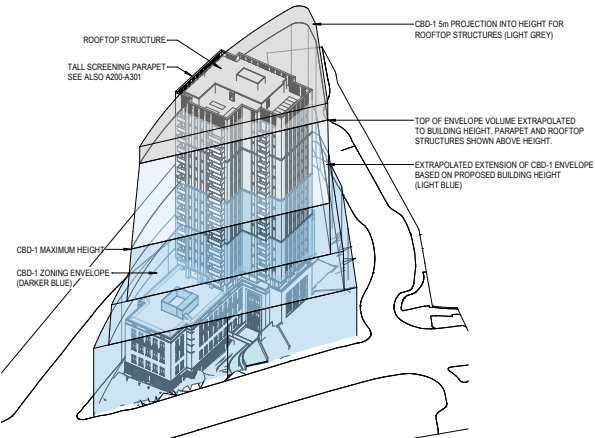 CBD-1 5m PROJECTION INTO HEIGHT FOR
ROOFTOP STRUCTURES (LIGHT GREY)
ROOFTOP STRUCTURE
TALL SCREENING PARAPET
SEE ALSO A200-A301
TOP OF ENVELOPE VOLUME EXTRAPOLATED
TO BUILDING HEIGHT. PARAPET AND ROOFTOP
STRUCTURES SHOWN ABOVE HEIGHT.
EXTRAPOLATED EXTENSION OF CBD-1 ENVELOPE
BASED ON PROPOSED BUILDING HEIGHT
(LIGHT BLUE)
CBD-1 MAXIMUM HEIGHT
CBD-1 ZONING ENVELOPE
(DARKER BLUE)